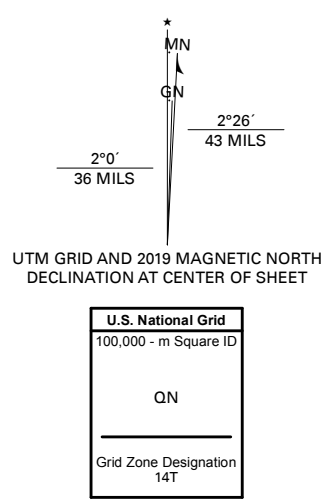 ★
MN
GN
2°26´
43 MILS
2°0´
36 MILS
UTM GRID AND 2019 MAGNETIC NORTH
DECLINATION AT CENTER OF SHEET
U.S. National Grid
100,000 - m Square ID
QN
Grid Zone Designation
14T